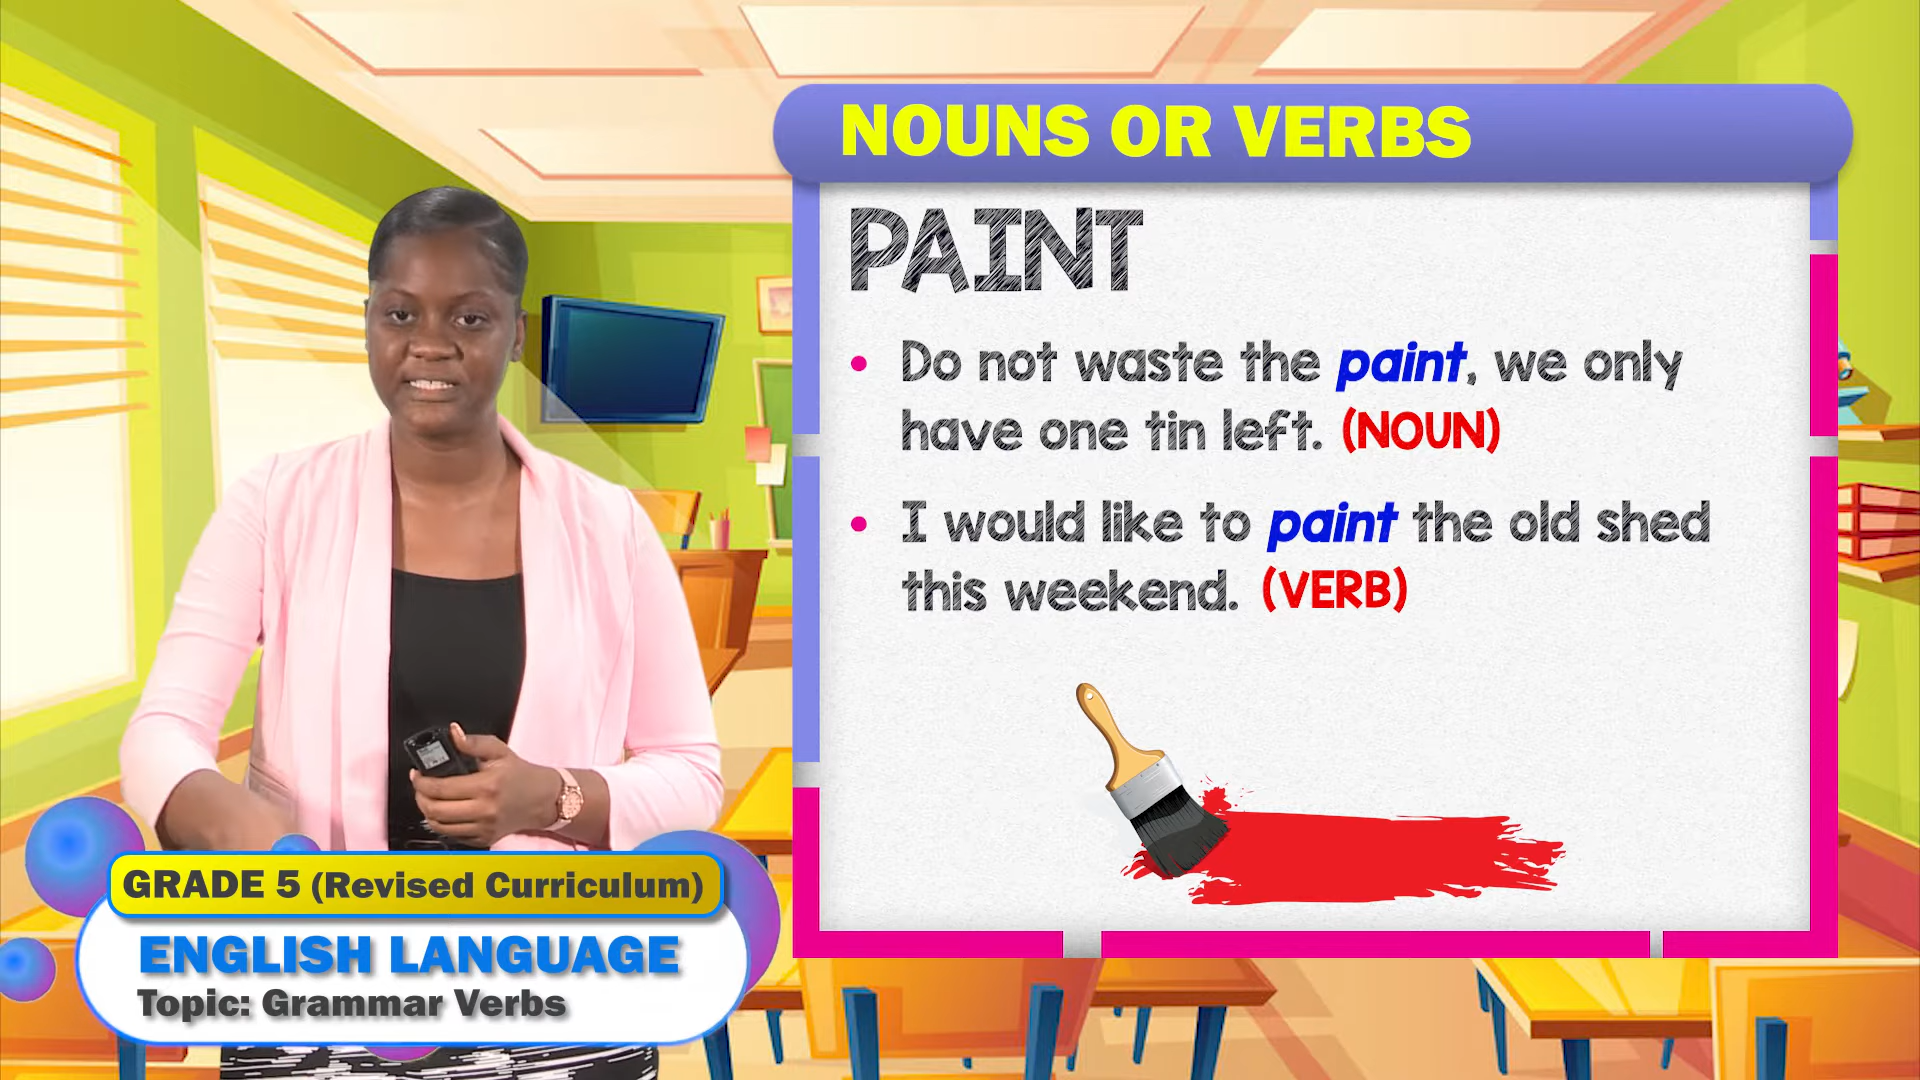 NOUNS OR VERBS
PAINT
• Do not waste the paint, we only
have one tin left. (NOUN)
• I would like to paint the old shed
this weekend. (VERB)
GRADE 5 (Revised Curriculum)
ENGLISH LANGUAGE
Topic: Grammar Verbs